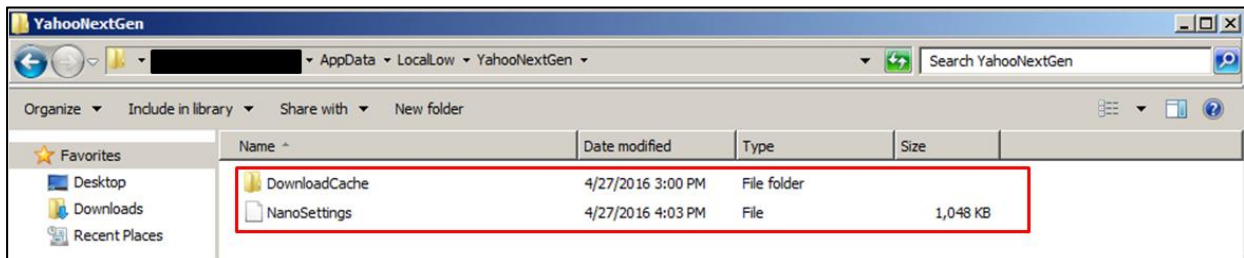 YahooNextGen
AppData LocalLow YahooNextGen Search YahooNextGen
Organize Include in library Share with New folder
Favorites
Desktop
Downloads
Recent Places
Name Date modified Type Size
DownloadCache 4/27/2016 3:00 PM File folder
NanoSettings 4/27/2016 4:03 PM File 1,048 KB